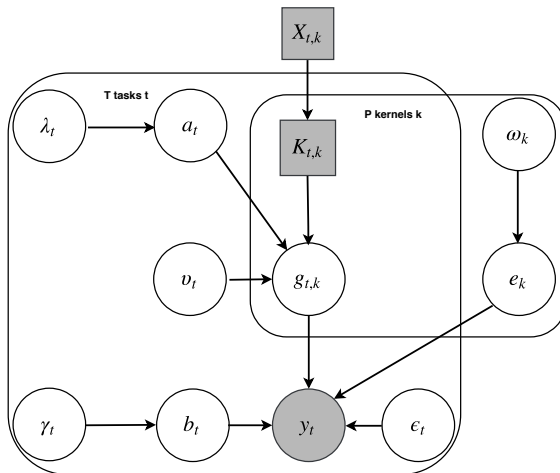 X_{t,k}
T tasks t
P kernels k
λ_t
a_t
K_{t,k}
ω_k
υ_t
g_{t,k}
e_k
γ_t
b_t
y_t
ϵ_t